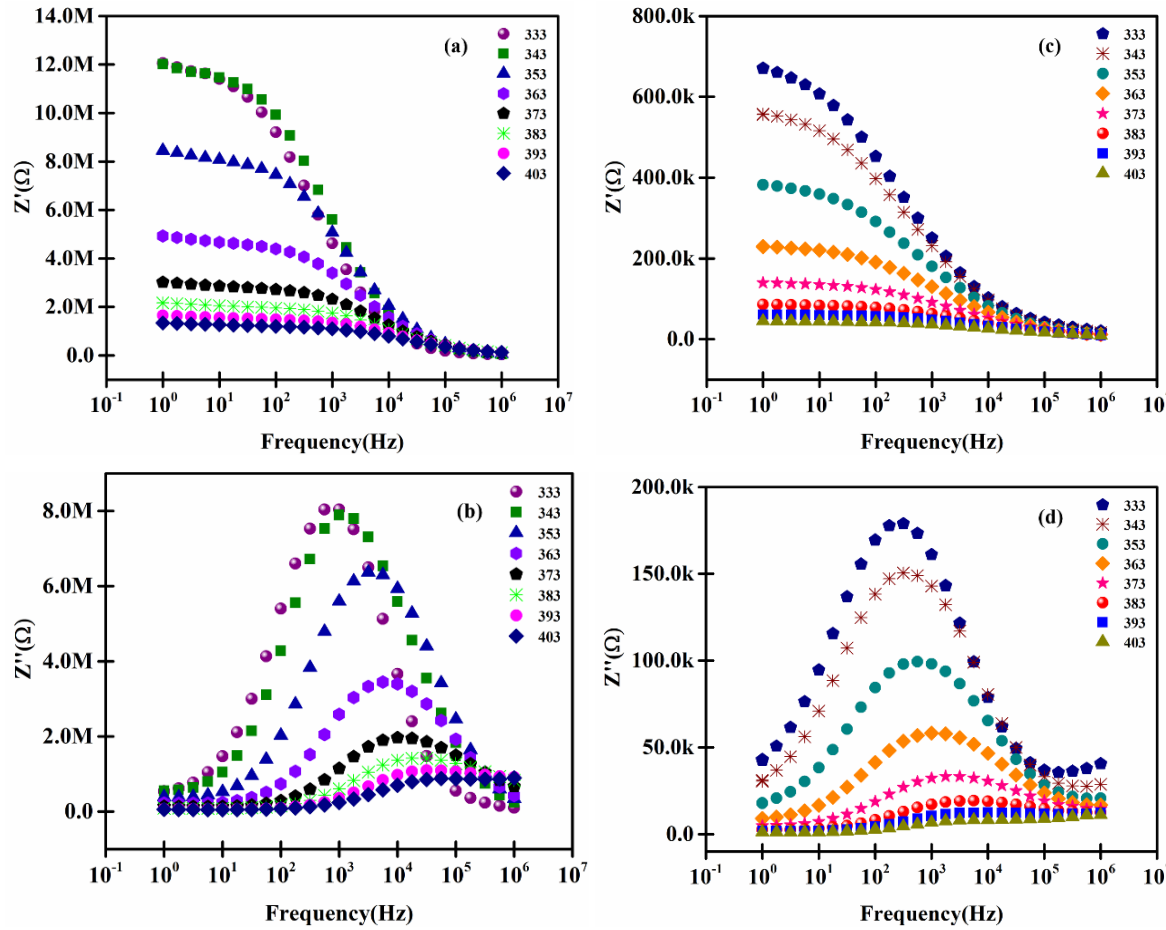 14.0M
12.0M
10.0M
8.0M
6.0M
4.0M
2.0M
0.0
Z'(Ω)
(a)
333
343
353
363
373
383
393
403
10-1 100 101 102 103 104 105 106 107
Frequency(Hz)
800.0k
600.0k
400.0k
200.0k
0.0
Z'(Ω)
(c)
333
343
353
363
373
383
393
403
10-1 100 101 102 103 104 105 106 10
Frequency(Hz)
8.0M
6.0M
4.0M
2.0M
0.0
Z''(Ω)
(b)
333
343
353
363
373
383
393
403
10-1 100 101 102 103 104 105 106 107
Frequency(Hz)
200.0k
150.0k
100.0k
50.0k
0.0
Z''(Ω)
(d)
333
343
353
363
373
383
393
403
10-1 100 101 102 103 104 105 106 10
Frequency(Hz)